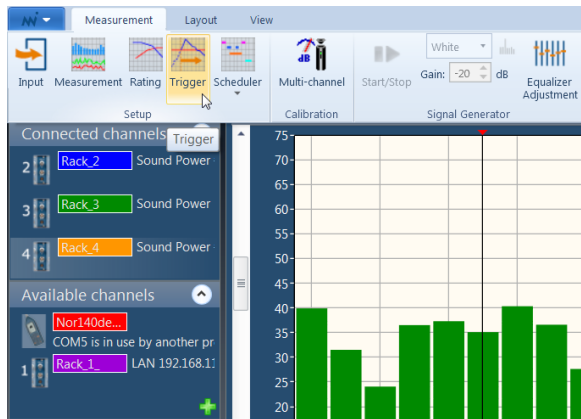 Measurement Layout View
White
Input Measurement Rating Trigger Scheduler Multi-channel Start/Stop Gain: -20 dB Equalizer
Adjustment
Setup Calibration Signal Generator
Connected channels
Trigger
2 Rack_2 Sound Power
3 Rack_3 Sound Power
4 Rack_4 Sound Power
Available channels
Nor140de...
COM5 is in use by another pr
1 Rack_1_ LAN 192.168.11
75
70
65
60
55
50
45
40
35
30
25
20
dB